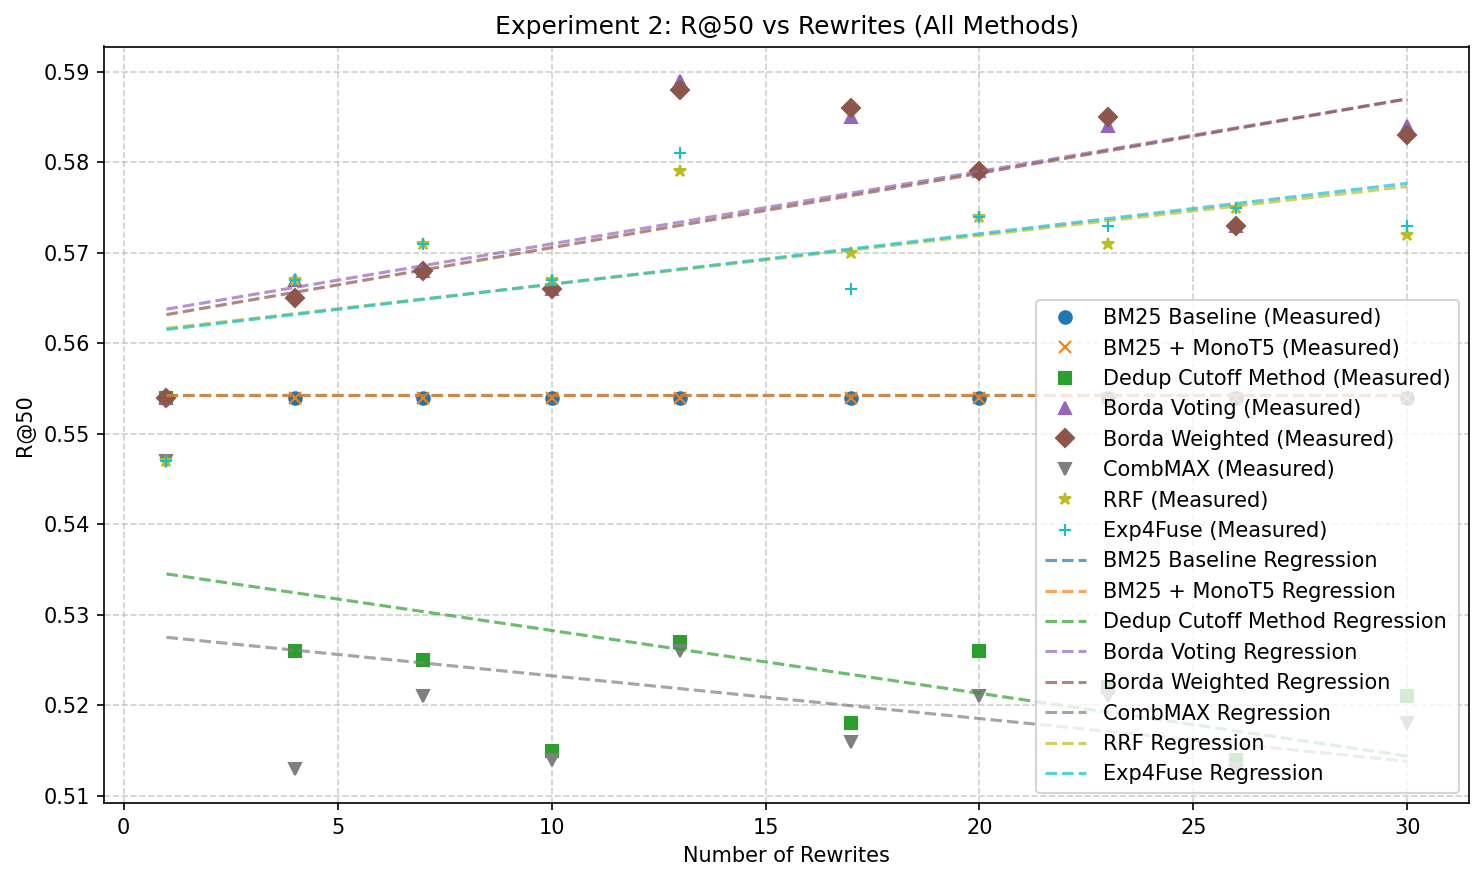 Experiment 2: R@50 vs Rewrites (All Methods)
R@50
0.59
0.58
0.57
0.56
0.55
0.54
0.53
0.52
0.51
BM25 Baseline (Measured)
BM25 + MonoT5 (Measured)
Dedup Cutoff Method (Measured)
Borda Voting (Measured)
Borda Weighted (Measured)
CombMAX (Measured)
RRF (Measured)
Exp4Fuse (Measured)
BM25 Baseline Regression
BM25 + MonoT5 Regression
Dedup Cutoff Method Regression
Borda Voting Regression
Borda Weighted Regression
CombMAX Regression
RRF Regression
Exp4Fuse Regression
0 5 10 15 20 25 30
Number of Rewrites